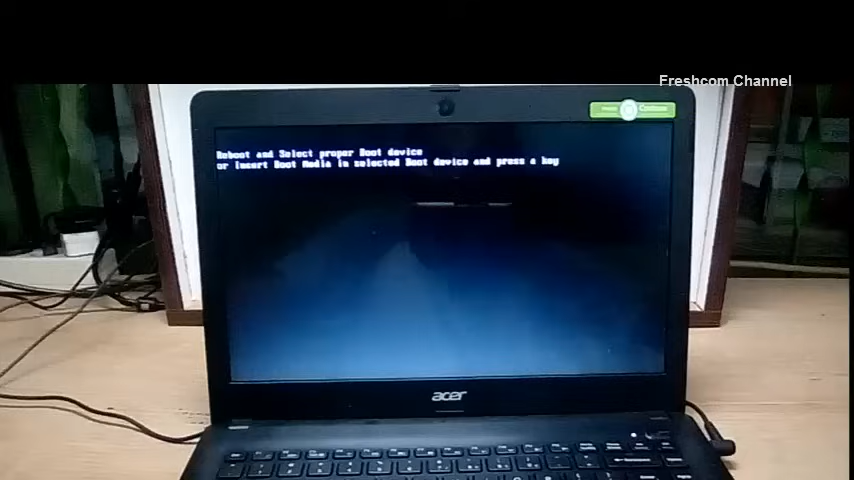 Freshcom Channel
Reboot and Select proper Boot device
or Insert Boot Media in selected Boot device and press a key
acer